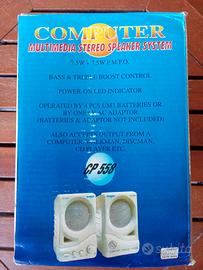 COMPUTER
MULTIMEDIA STEREO SPEAKER SYSTEM
7.5W + 7.5W P.M.P.O.
BASS & TREBLE BOOST CONTROL
POWER-ON LED INDICATOR
OPERATED BY 4 PCS UM3 BATTERIES OR
BY ONE AC ADAPTOR
(BATTERIES & ADAPTOR NOT INCLUDED)
ALSO ACCEPTS OUTPUT FROM A
COMPUTER, WALKMAN, DISCMAN,
CD PLAYER ETC.
CP 558
subito